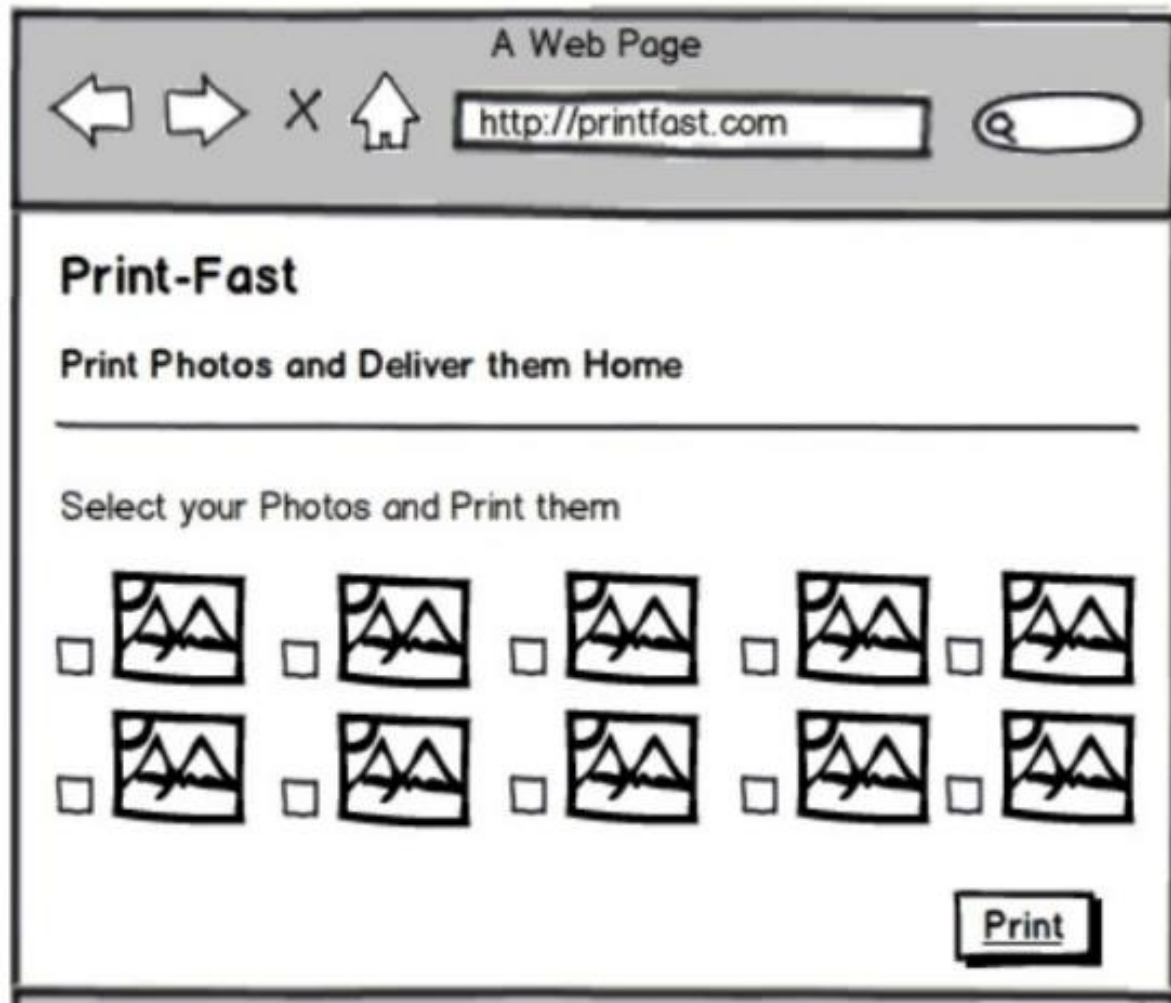 A Web Page
http://printfast.com
Print-Fast
Print Photos and Deliver them Home
Select your Photos and Print them
Print